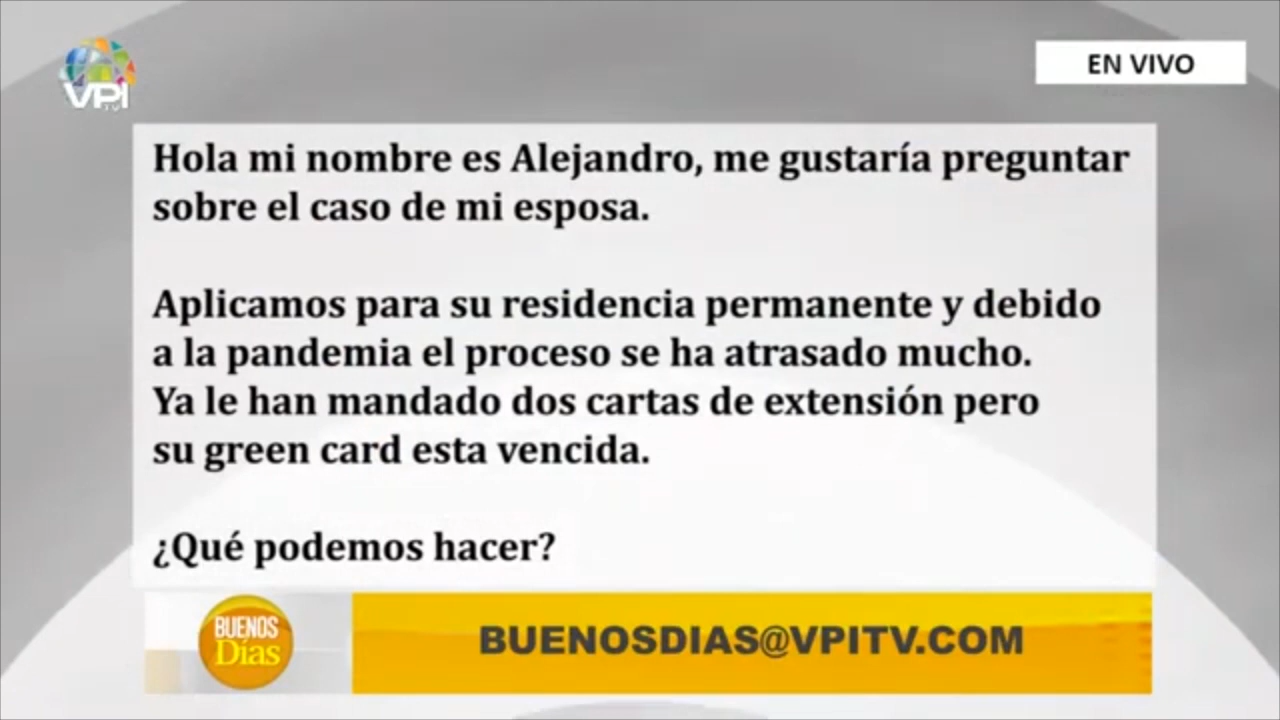 VPI
TV
EN VIVO
Hola mi nombre es Alejandro, me gustaría preguntar
sobre el caso de mi esposa.
Aplicamos para su residencia permanente y debido
a la pandemia el proceso se ha atrasado mucho.
Ya le han mandado dos cartas de extensión pero
su green card esta vencida.
¿Qué podemos hacer?
BUENOS
Días
BUENOSDIAS@VPITV.COM